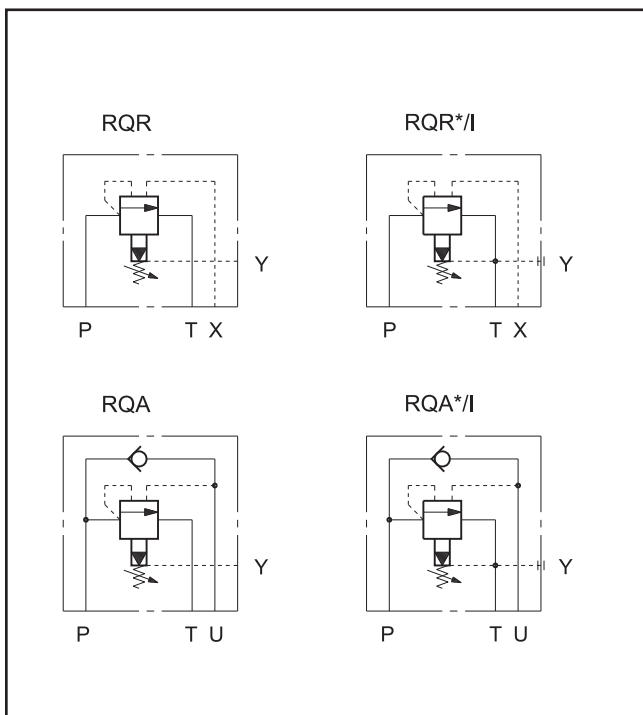 RQR RQR*/I
Y Y
P T X P T X
RQA RQA*/I
Y Y
P T U P T U